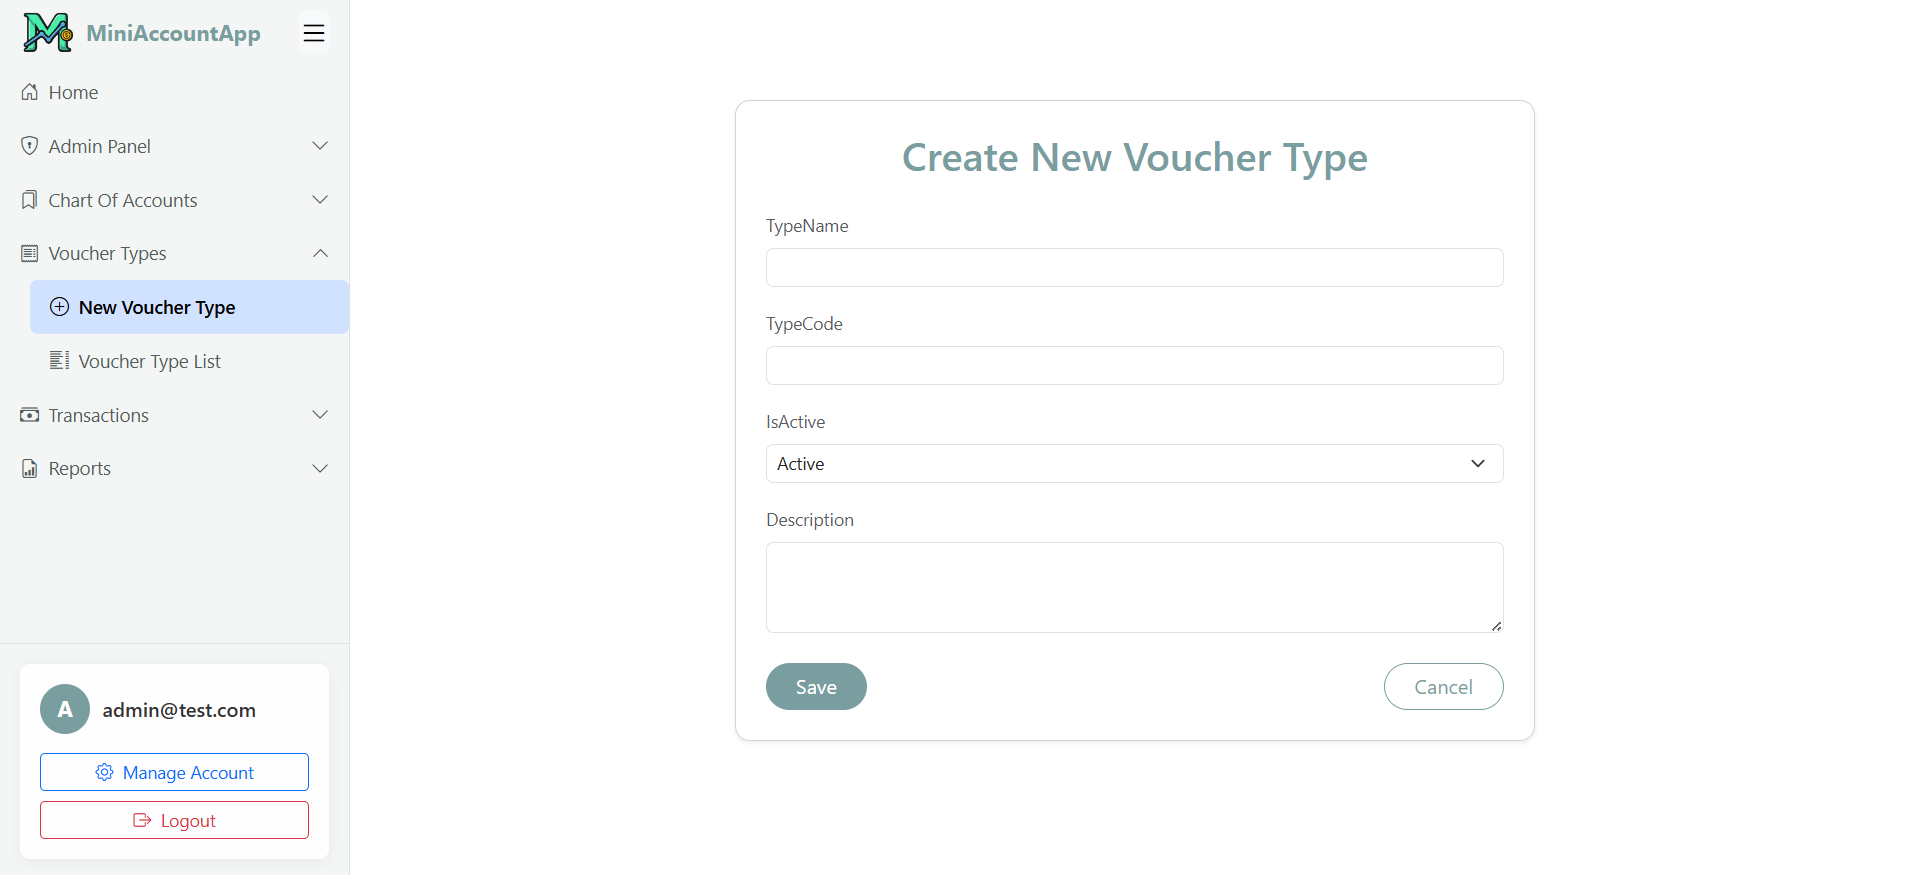 MiniAccountApp
Home
Admin Panel
Chart Of Accounts
Voucher Types
New Voucher Type
Voucher Type List
Transactions
Reports
A
admin@test.com
Manage Account
Logout
Create New Voucher Type
TypeName
TypeCode
IsActive
Active
Description
Save
Cancel